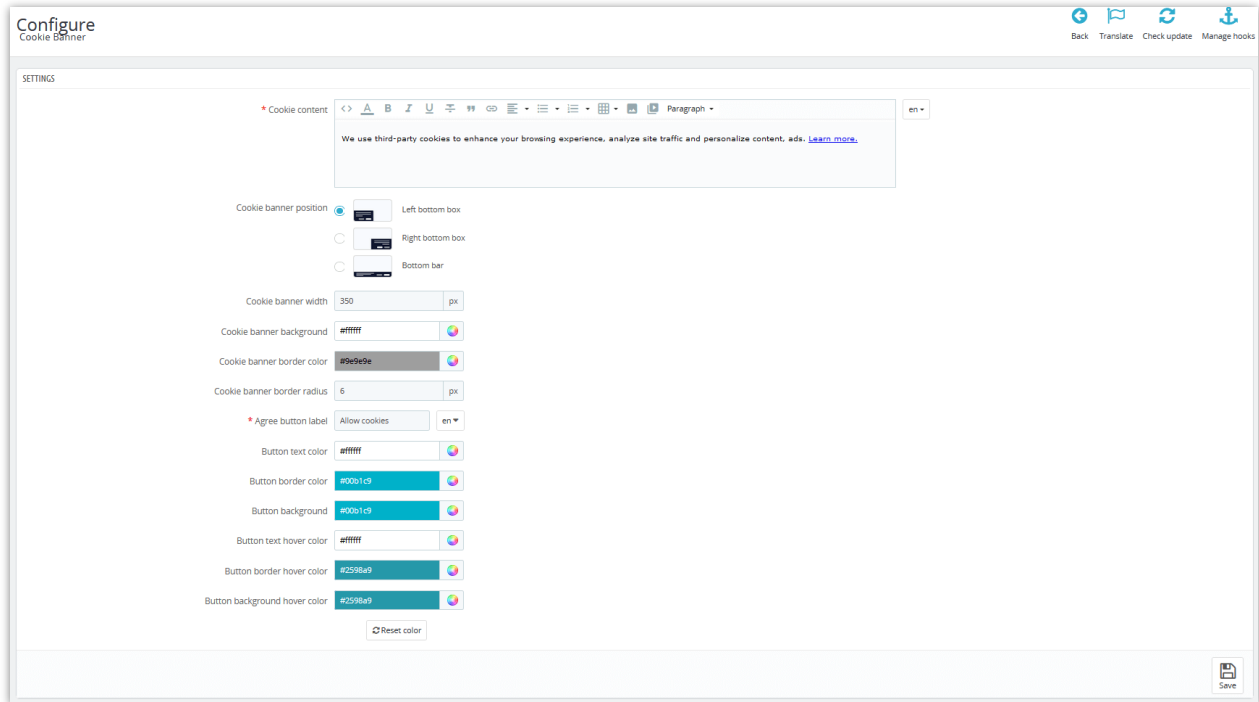 Configure
Cookie Banner
Back Translate Check update Manage hooks
SETTINGS
* Cookie content
Paragraph
en
We use third-party cookies to enhance your browsing experience, analyze site traffic and personalize content, ads. Learn more.
Cookie banner position
Left bottom box
Right bottom box
Bottom bar
Cookie banner width 350 px
Cookie banner background #ffffff
Cookie banner border color #9e9e9e
Cookie banner border radius 6 px
* Agree button label Allow cookies en
Button text color #ffffff
Button border color #00b1c9
Button background #00b1c9
Button text hover color #ffffff
Button border hover color #2598a9
Button background hover color #2598a9
Reset color
Save